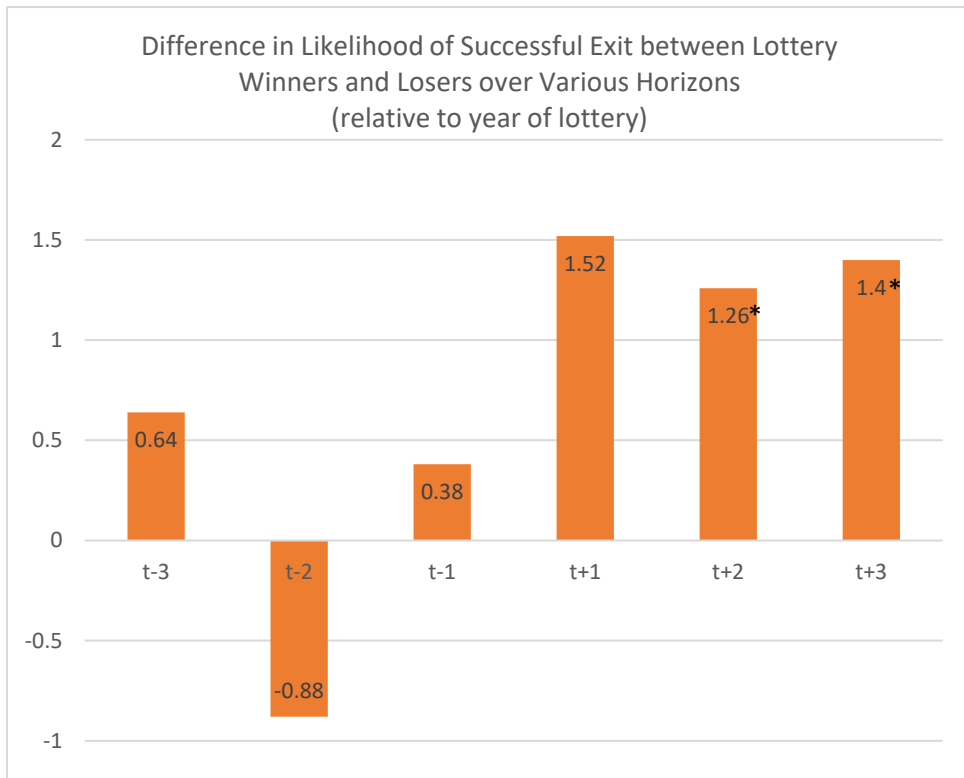 Difference in Likelihood of Successful Exit between Lottery
Winners and Losers over Various Horizons
(relative to year of lottery)
2
1.5
1.52
1.4*
1.26*
1
0.64
0.5
0.38
0
t-3
t-2
t-1
t+1
t+2
t+3
-0.5
-0.88
-1